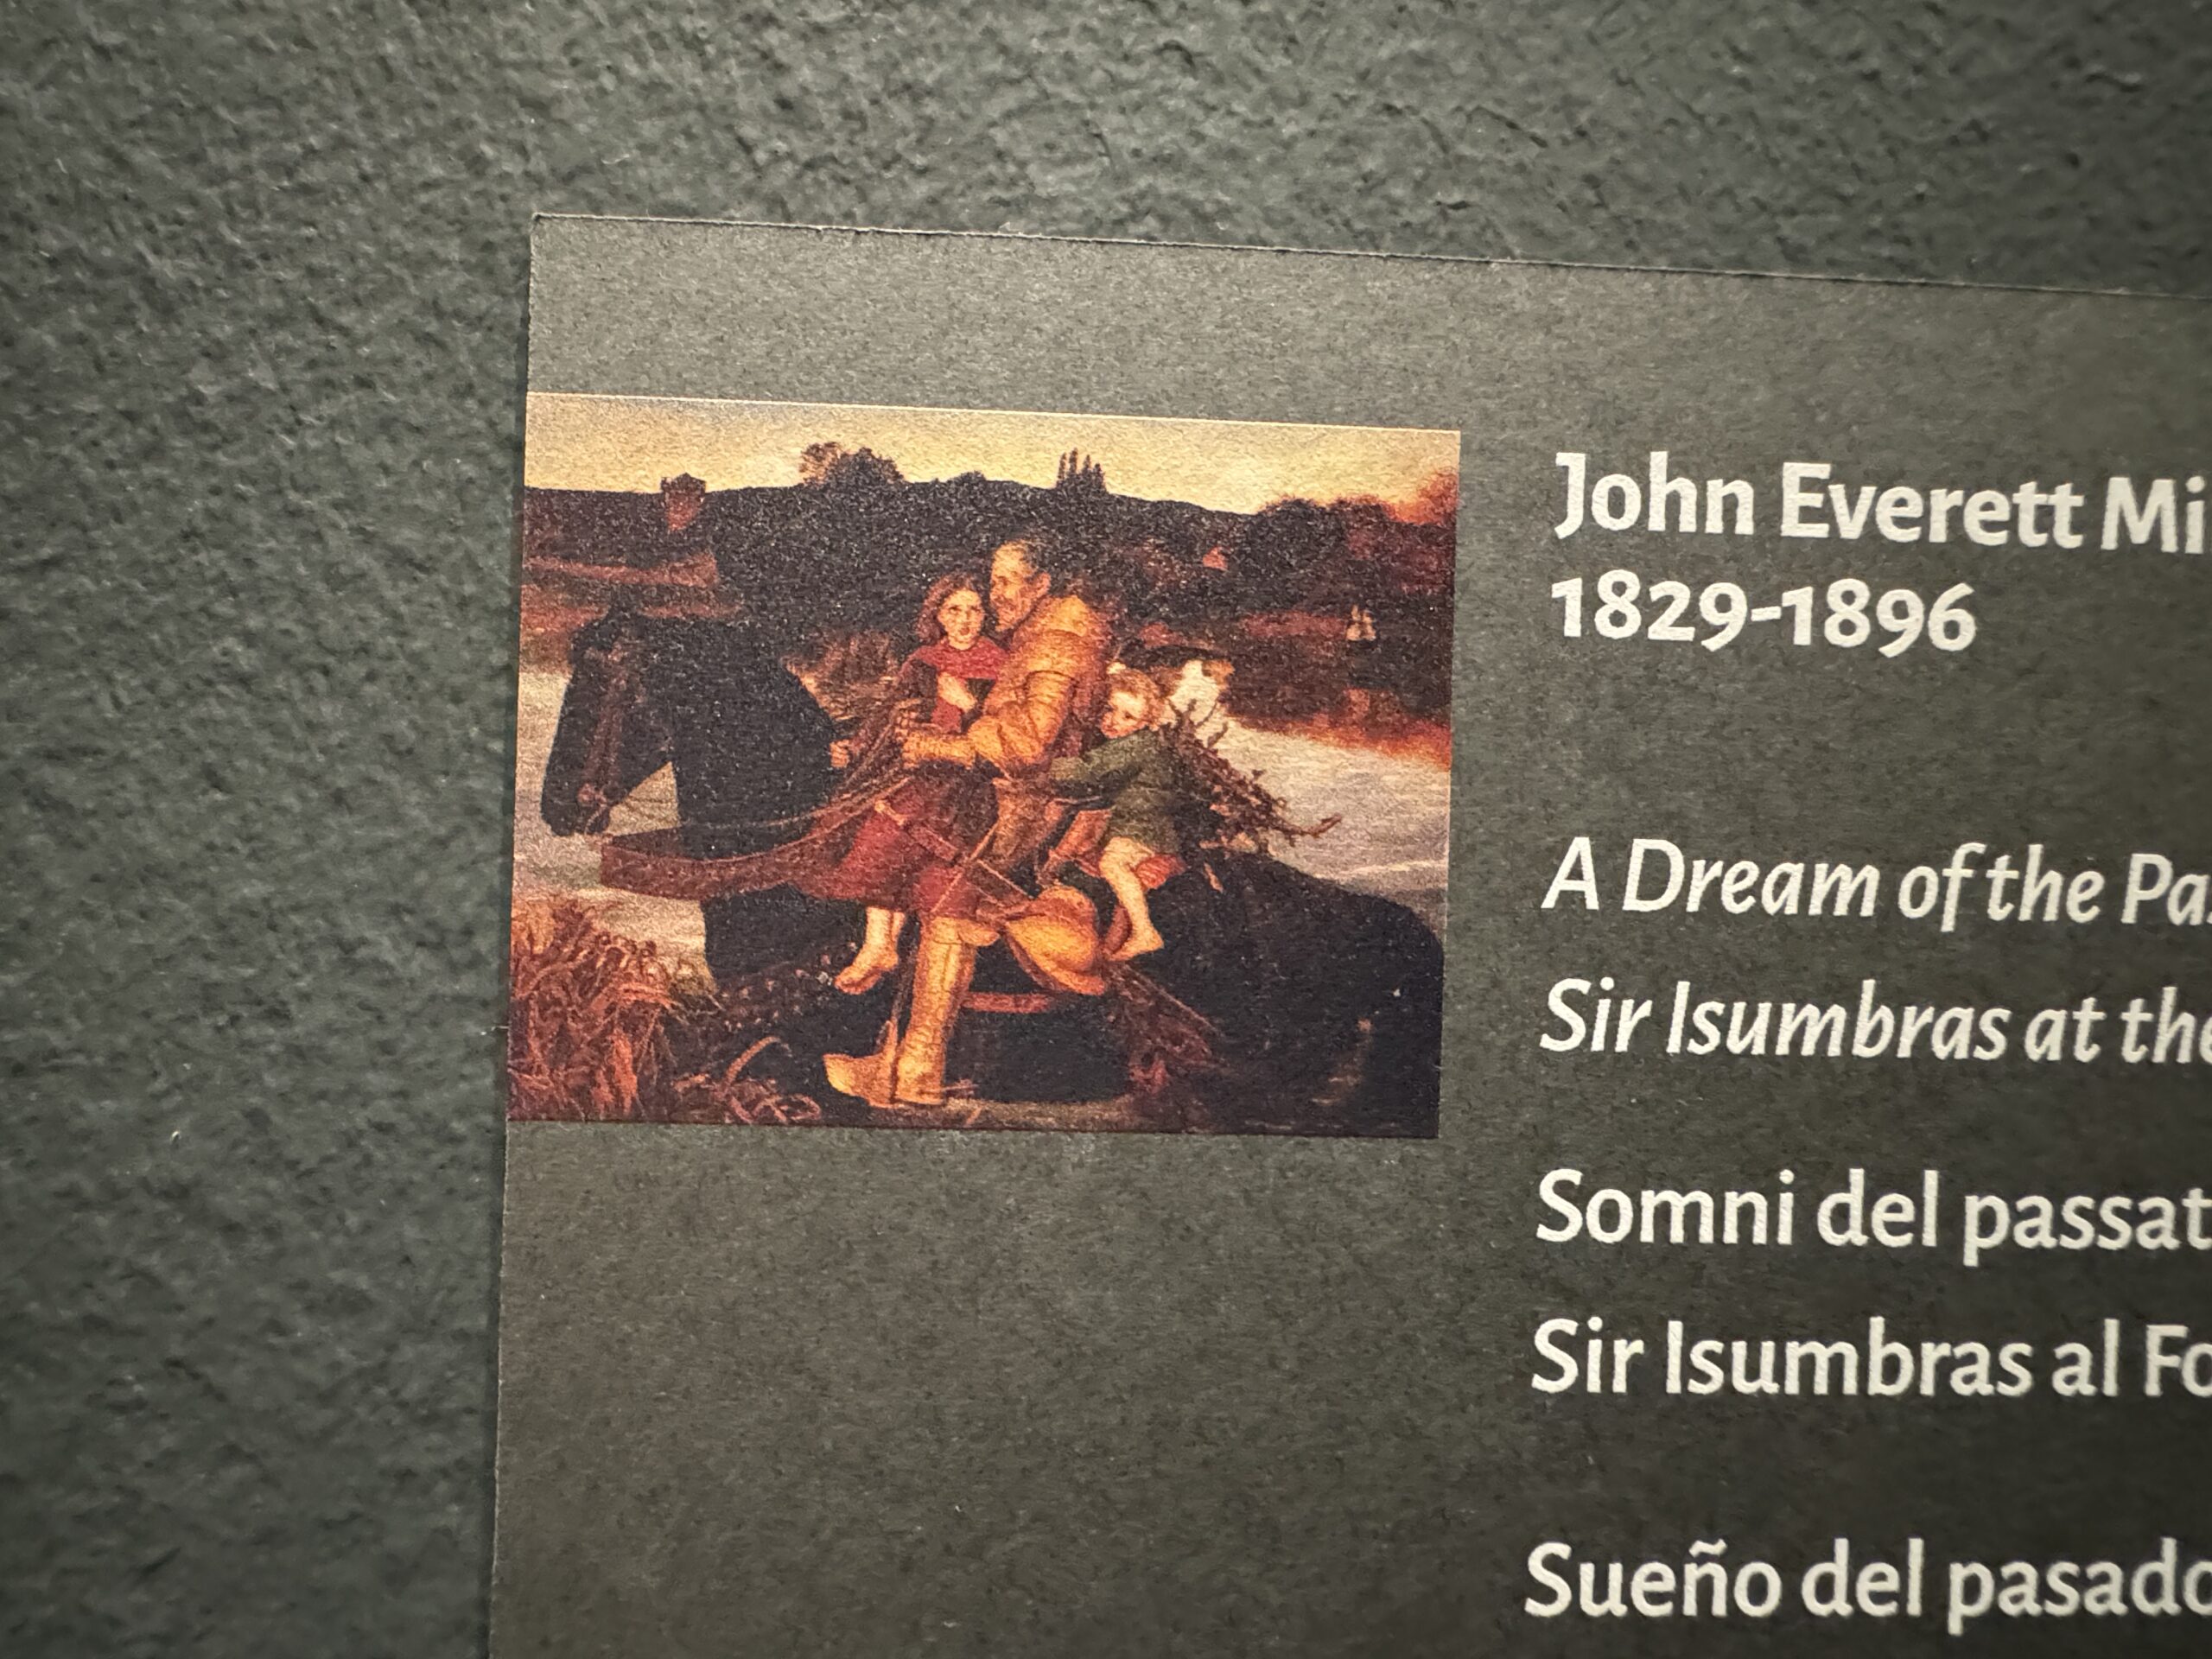 John Everett Mi
1829-1896
A Dream of the Pa
Sir Isumbras at the
Somni del passat
Sir Isumbras al Fo
Sueño del pasado